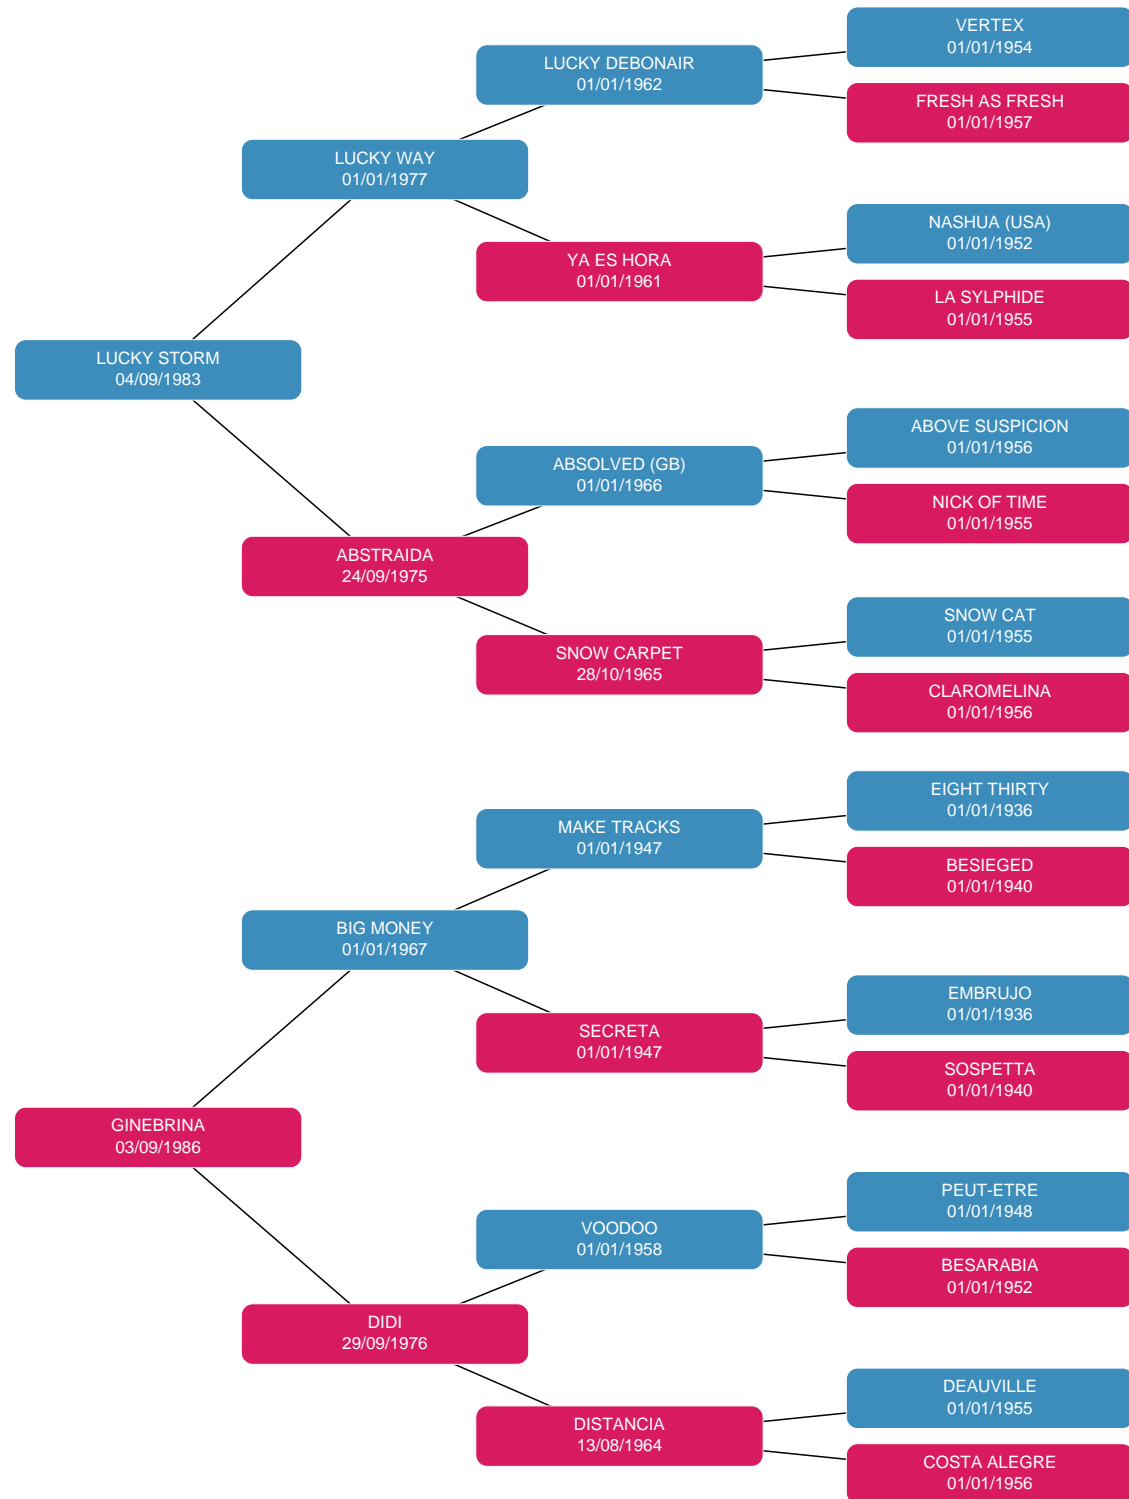 VERTEX
01/01/1954
LUCKY DEBONAIR
01/01/1962
FRESH AS FRESH
01/01/1957
LUCKY WAY
01/01/1977
NASHUA (USA)
01/01/1952
YA ES HORA
01/01/1961
LA SYLPHIDE
01/01/1955
LUCKY STORM
04/09/1983
ABOVE SUSPICION
01/01/1956
ABSOLVED (GB)
01/01/1966
NICK OF TIME
01/01/1955
ABSTRAIDA
24/09/1975
SNOW CAT
01/01/1955
SNOW CARPET
28/10/1965
CLAROMELINA
01/01/1956
EIGHT THIRTY
01/01/1936
MAKE TRACKS
01/01/1947
BESIEGED
01/01/1940
BIG MONEY
01/01/1967
EMBRUJO
01/01/1936
SECRETA
01/01/1947
SOSPETTA
01/01/1940
GINEBRINA
03/09/1986
PEUT-ETRE
01/01/1948
VOODOO
01/01/1958
BESARABIA
01/01/1952
DIDI
29/09/1976
DEAUVILLE
01/01/1955
DISTANCIA
13/08/1964
COSTA ALEGRE
01/01/1956